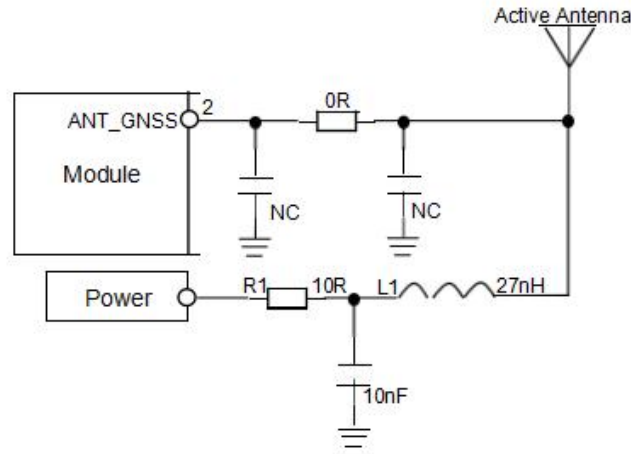 Active Antenna
0R
2
ANT_GNSS
Module
NC
NC
Power
R1
10R
L1
27nH
10nF